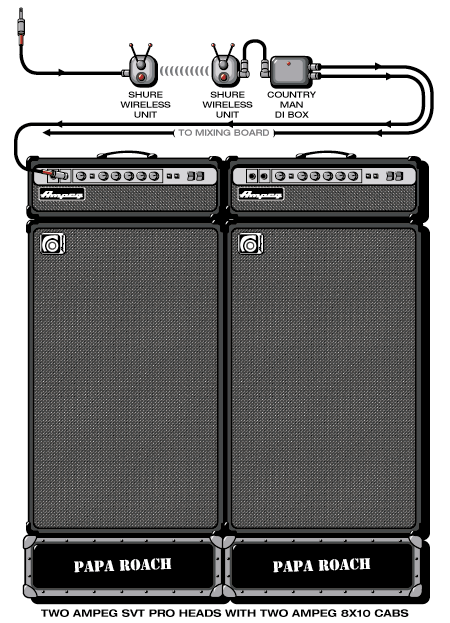 SHURE
WIRELESS
UNIT
SHURE
WIRELESS
UNIT
COUNTRY
MAN
DI BOX
TO MIXING BOARD
Ampeg
Ampeg
PAPA ROACH
PAPA ROACH
TWO AMPEG SVT PRO HEADS WITH TWO AMPEG 8X10 CABS